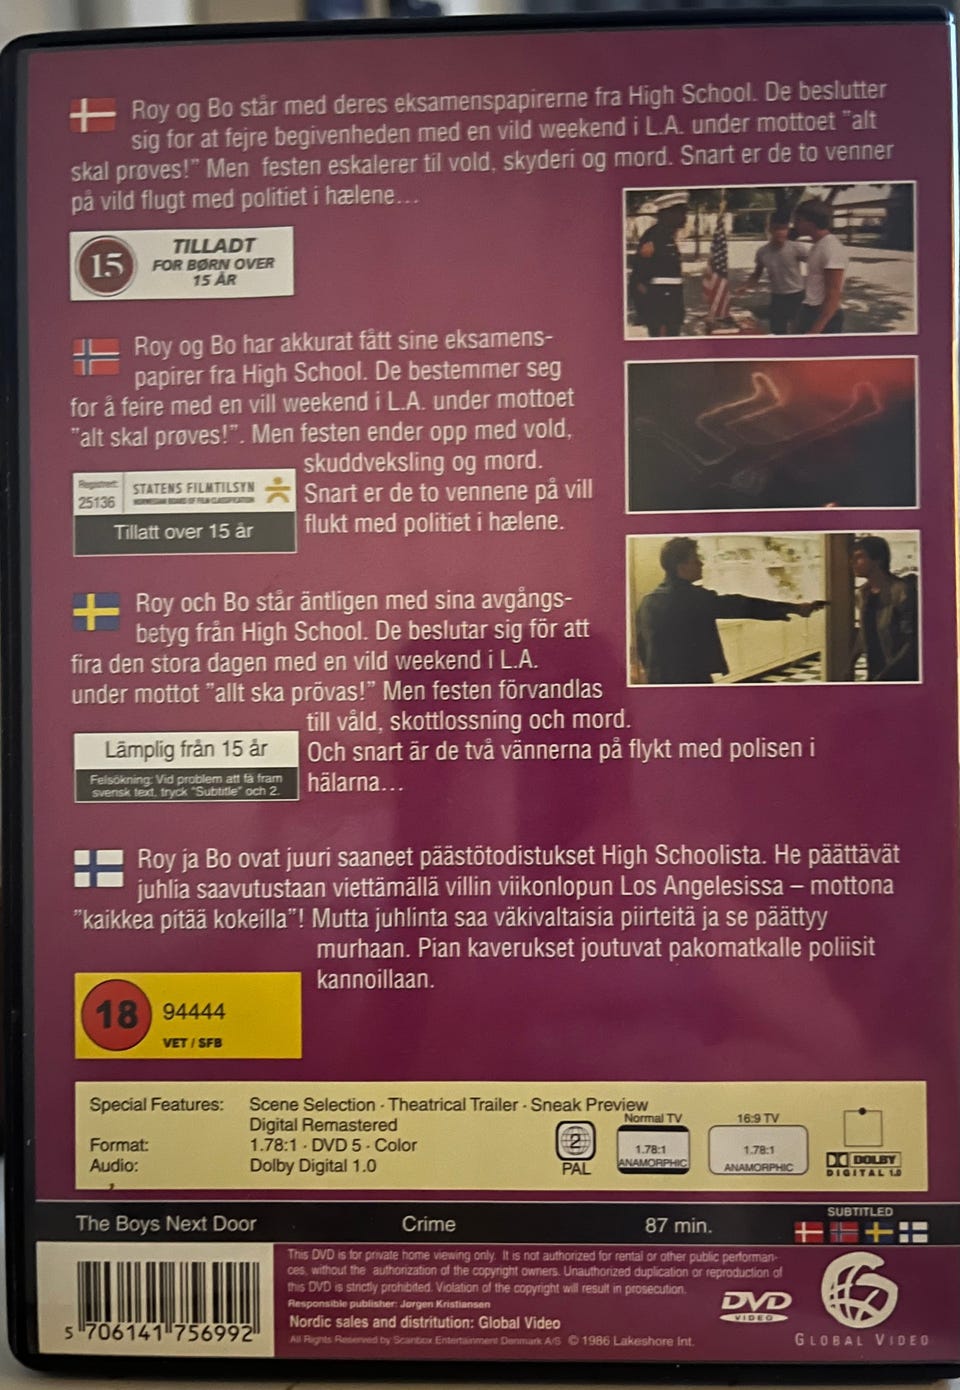 Roy og Bo står med deres eksamenspapirerne fra High School. De beslutter
sig for at fejre begivenheden med en vild weekend i L.A. under mottoet "alt
skal prøves!" Men festen eskalerer til vold, skyderi og mord. Snart er de to venner
på vild flugt med politiet i hælene...
15
TILLADT
FOR BØRN OVER
15 ÅR
Roy og Bo har akkurat fått sine eksamens-
papirer fra High School. De bestemmer seg
for å feire med en vill weekend i L.A. under mottoet
"alt skal prøves!". Men festen ender opp med vold,
skuddveksling og mord.
Snart er de to vennene på vill
flukt med politiet i hælene.
Registrert:
25136
STATENS FILMTILSYN
NORWEGIAN BOARD OF FILM CLASSIFICATION
Tillatt over 15 år
Roy och Bo står äntligen med sina avgångs-
betyg från High School. De beslutar sig för att
fira den stora dagen med en vild weekend i L.A.
under mottot "allt ska prövas!" Men festen förvandlas
till våld, skottlossning och mord.
Och snart är de två vännerna på flykt med polisen i
hälarna...
Lämplig från 15 år
Felsökning: Vid problem att få fram
svensk text, tryck "Subtitle" och 2.
Roy ja Bo ovat juuri saaneet päästötodistukset High Schoolista. He päättävät
juhlia saavutustaan viettämällä villin viikonlopun Los Angelesissa – mottona
"kaikkea pitää kokeilla"! Mutta juhlinta saa väkivaltaisia piirteitä ja se päättyy
murhaan. Pian kaverukset joutuvat pakomatkalle poliisit
kannoillaan.
18 94444
VET / SFB
Special Features: Scene Selection · Theatrical Trailer · Sneak Preview
Digital Remastered
Format: 1.78:1 · DVD 5 · Color
Audio: Dolby Digital 1.0
2
PAL
Normal TV
1.78:1
ANAMORPHIC
16:9 TV
1.78:1
ANAMORPHIC
DOLBY
DIGITAL 1.0
The Boys Next Door Crime 87 min.
SUBTITLED
5 706141 756992
This DVD is for private home viewing only. It is not authorized for rental or other public performan-
ces, without the authorization of the copyright owners. Unauthorized duplication or reproduction of
this DVD is strictly prohibited. Violation of the copyright will result in prosecution.
Responsible publisher: Jørgen Kristiansen
Nordic sales and distritution: Global Video
All Rights Reserved by Scanbox Entertainment Denmark A/S © 1986 Lakeshore Int.
DVD
VIDEO
GLOBAL VIDEO